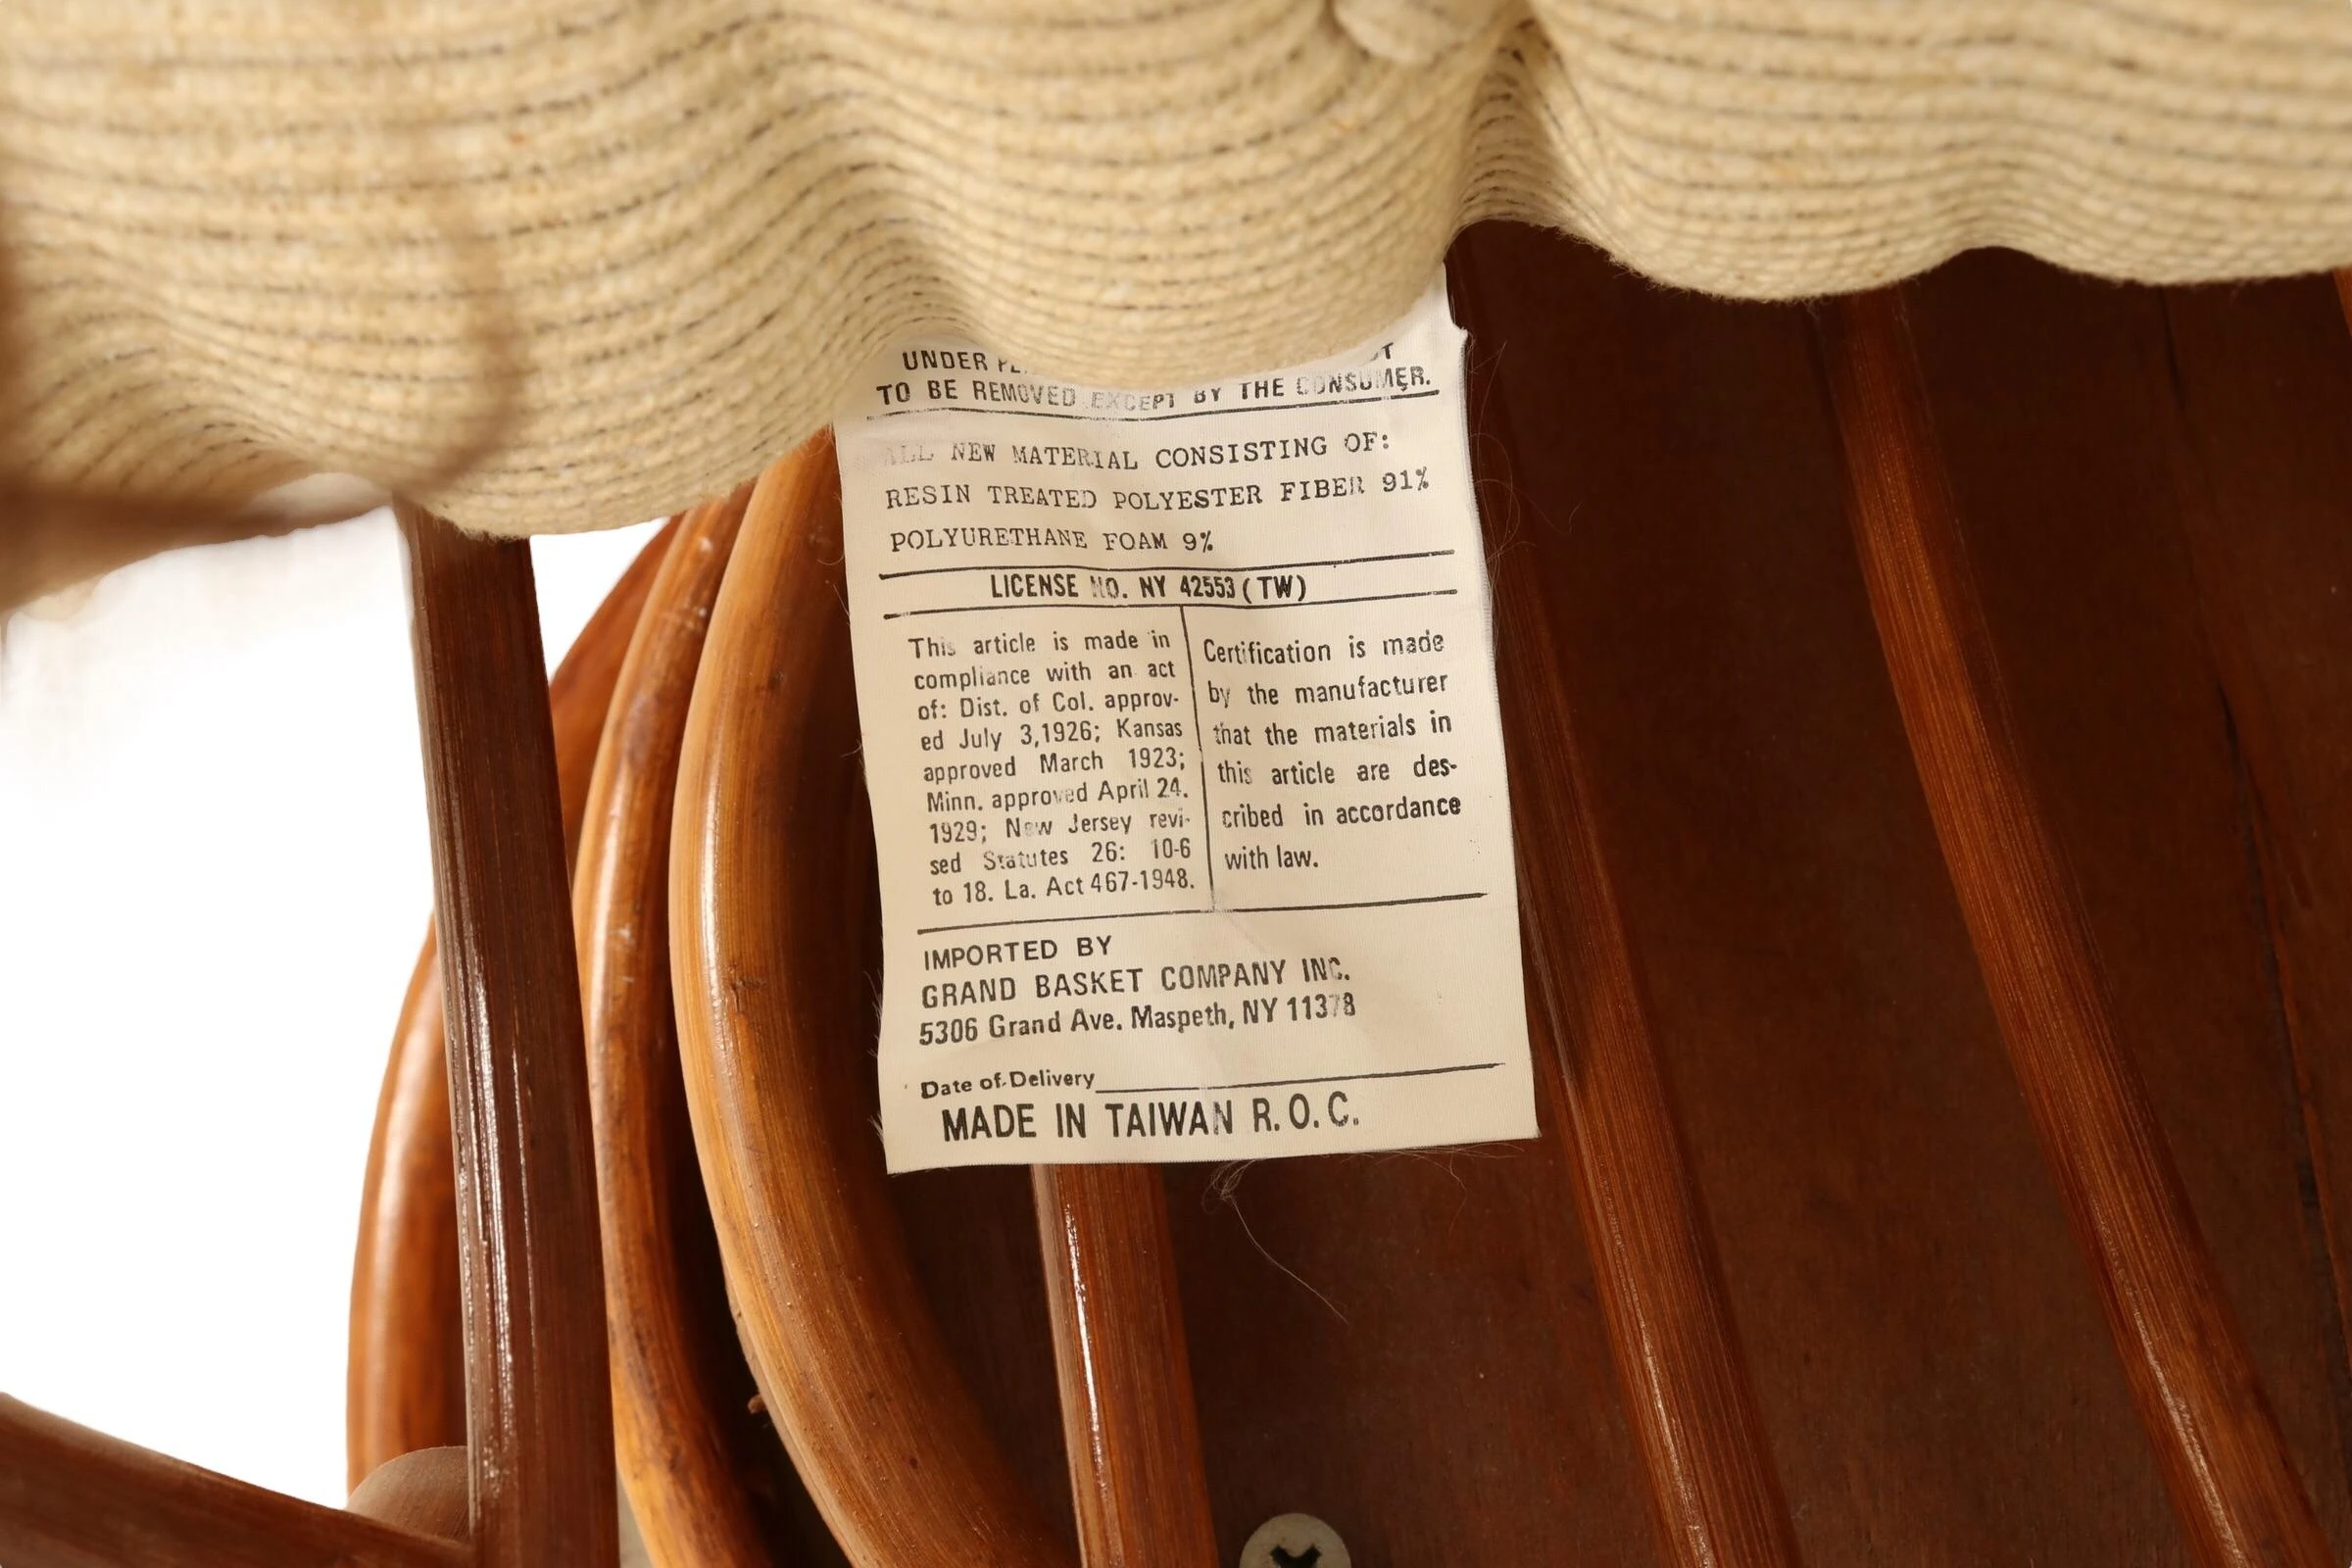 UNDER
TO BE REMOVED EXCEPT BY THE CONSUMER.
ALL NEW MATERIAL CONSISTING OF:
RESIN TREATED POLYESTER FIBER 91%
POLYURETHANE FOAM 9%
LICENSE NO. NY 42553 (TW)
This article is made in
compliance with an act
of: Dist. of Col. approv-
ed July 3,1926; Kansas
approved March 1923;
Minn. approved April 24.
1929; New Jersey revi-
sed Statutes 26: 10-6
to 18. La. Act 467-1948.
Certification is made
by the manufacturer
that the materials in
this article are des-
cribed in accordance
with law.
IMPORTED BY
GRAND BASKET COMPANY INC.
5306 Grand Ave. Maspeth, NY 11378
Date of Delivery
MADE IN TAIWAN R.O.C.